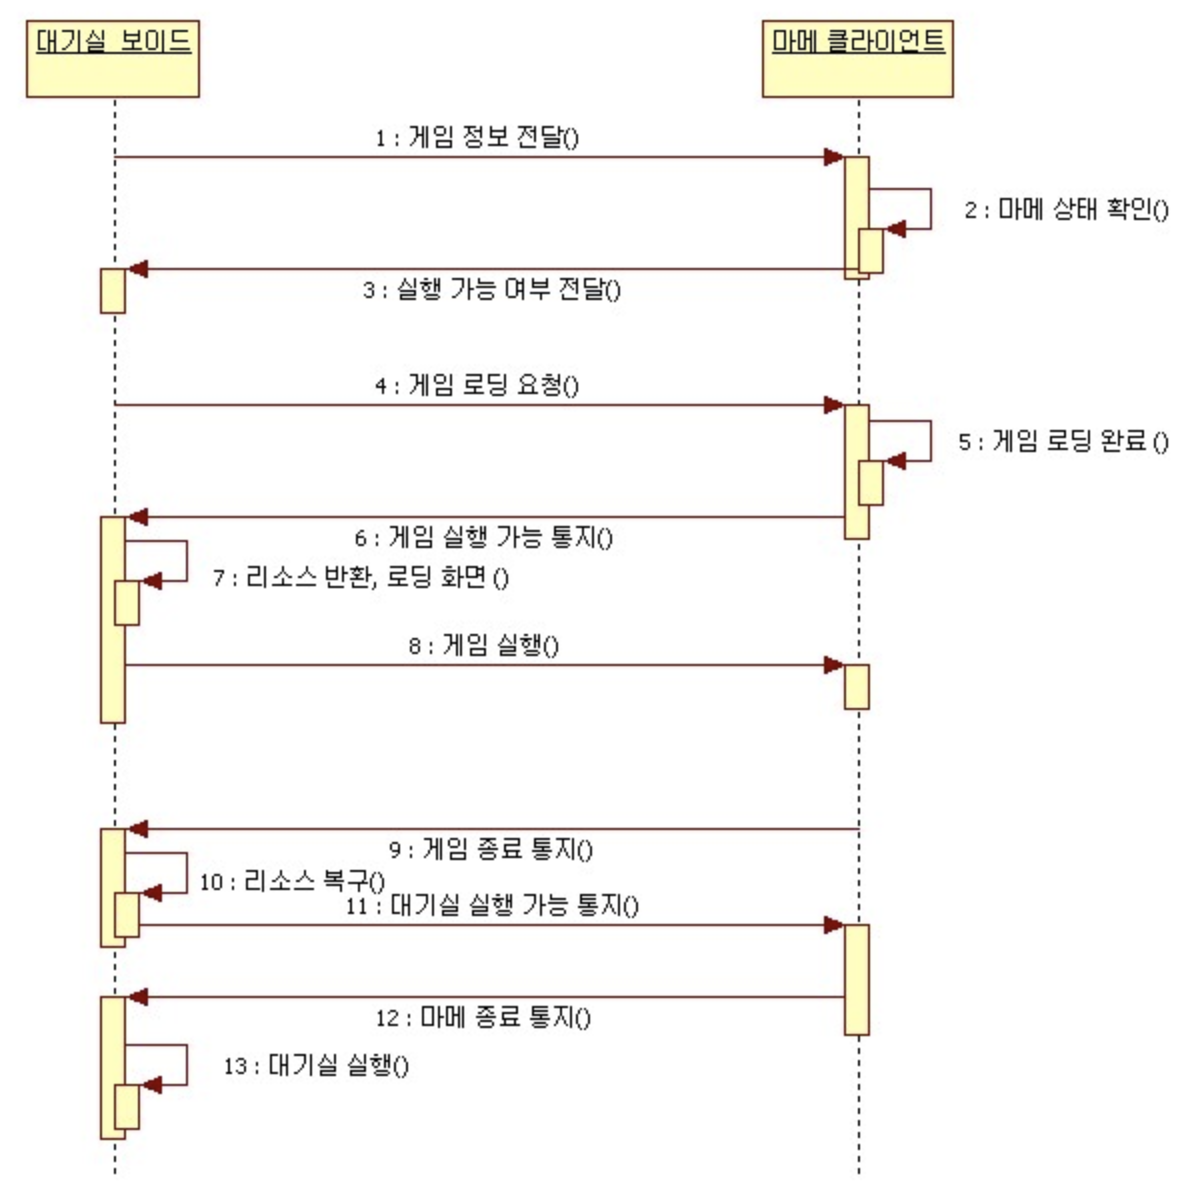 대기실 보이드
마메 클라이언트
1 : 게임 정보 전달()
2 : 마메 상태 확인()
3 : 실행 가능 여부 전달()
4 : 게임 로딩 요청()
5 : 게임 로딩 완료 ()
6 : 게임 실행 가능 통지()
7 : 리소스 반환, 로딩 화면 ()
8 : 게임 실행()
9 : 게임 종료 통지()
10 : 리소스 복구()
11 : 대기실 실행 가능 통지()
12 : 마메 종료 통지()
13 : 대기실 실행()